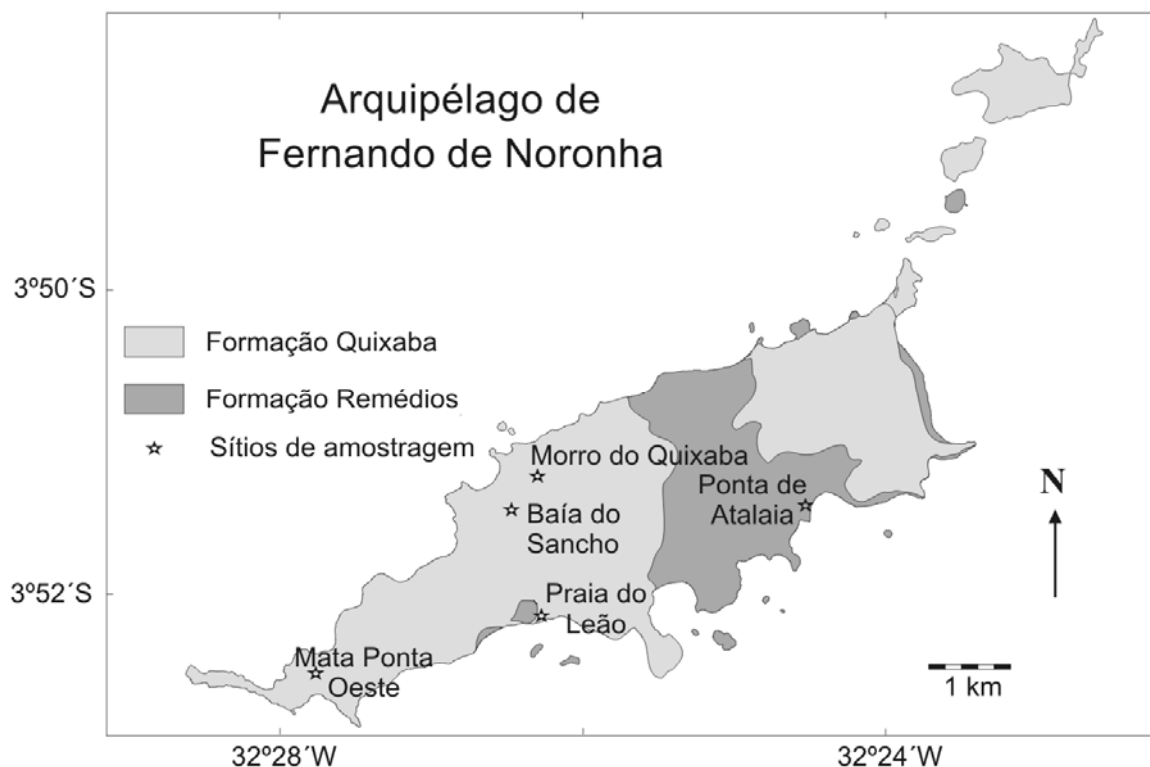 Arquipélago de
Fernando de Noronha
3º50´S
Formação Quixaba
Formação Remédios
Sítios de amostragem
Morro do Quixaba
Ponta de
Atalaia
Baía do
Sancho
N
3º52´S
Praia do
Leão
Mata Ponta
Oeste
1 km
32º28´W
32º24´W